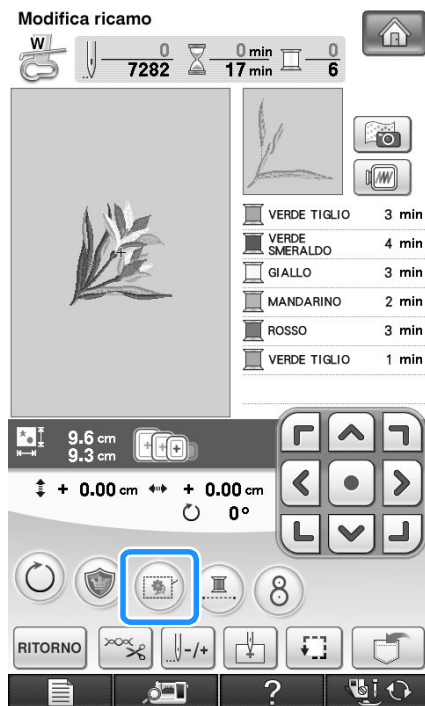 Modifica ricamo
W
0 0 min 0
7282 17 min 6
VERDE TIGLIO 3 min
VERDE SMERALDO 4 min
GIALLO 3 min
MANDARINO 2 min
ROSSO 3 min
VERDE TIGLIO 1 min
9.6 cm
9.3 cm
+ 0.00 cm + 0.00 cm
0°
8
RITORNO -/+
?